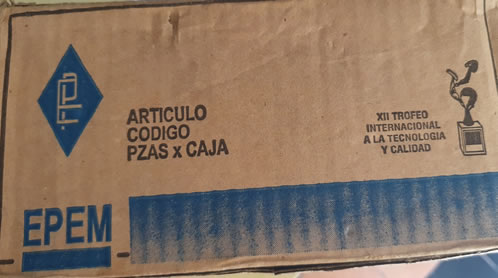 ARTICULO
CODIGO
PZAS x CAJA
XII TROFEO
INTERNACIONAL
A LA TECNOLOGIA
Y CALIDAD
EPEM